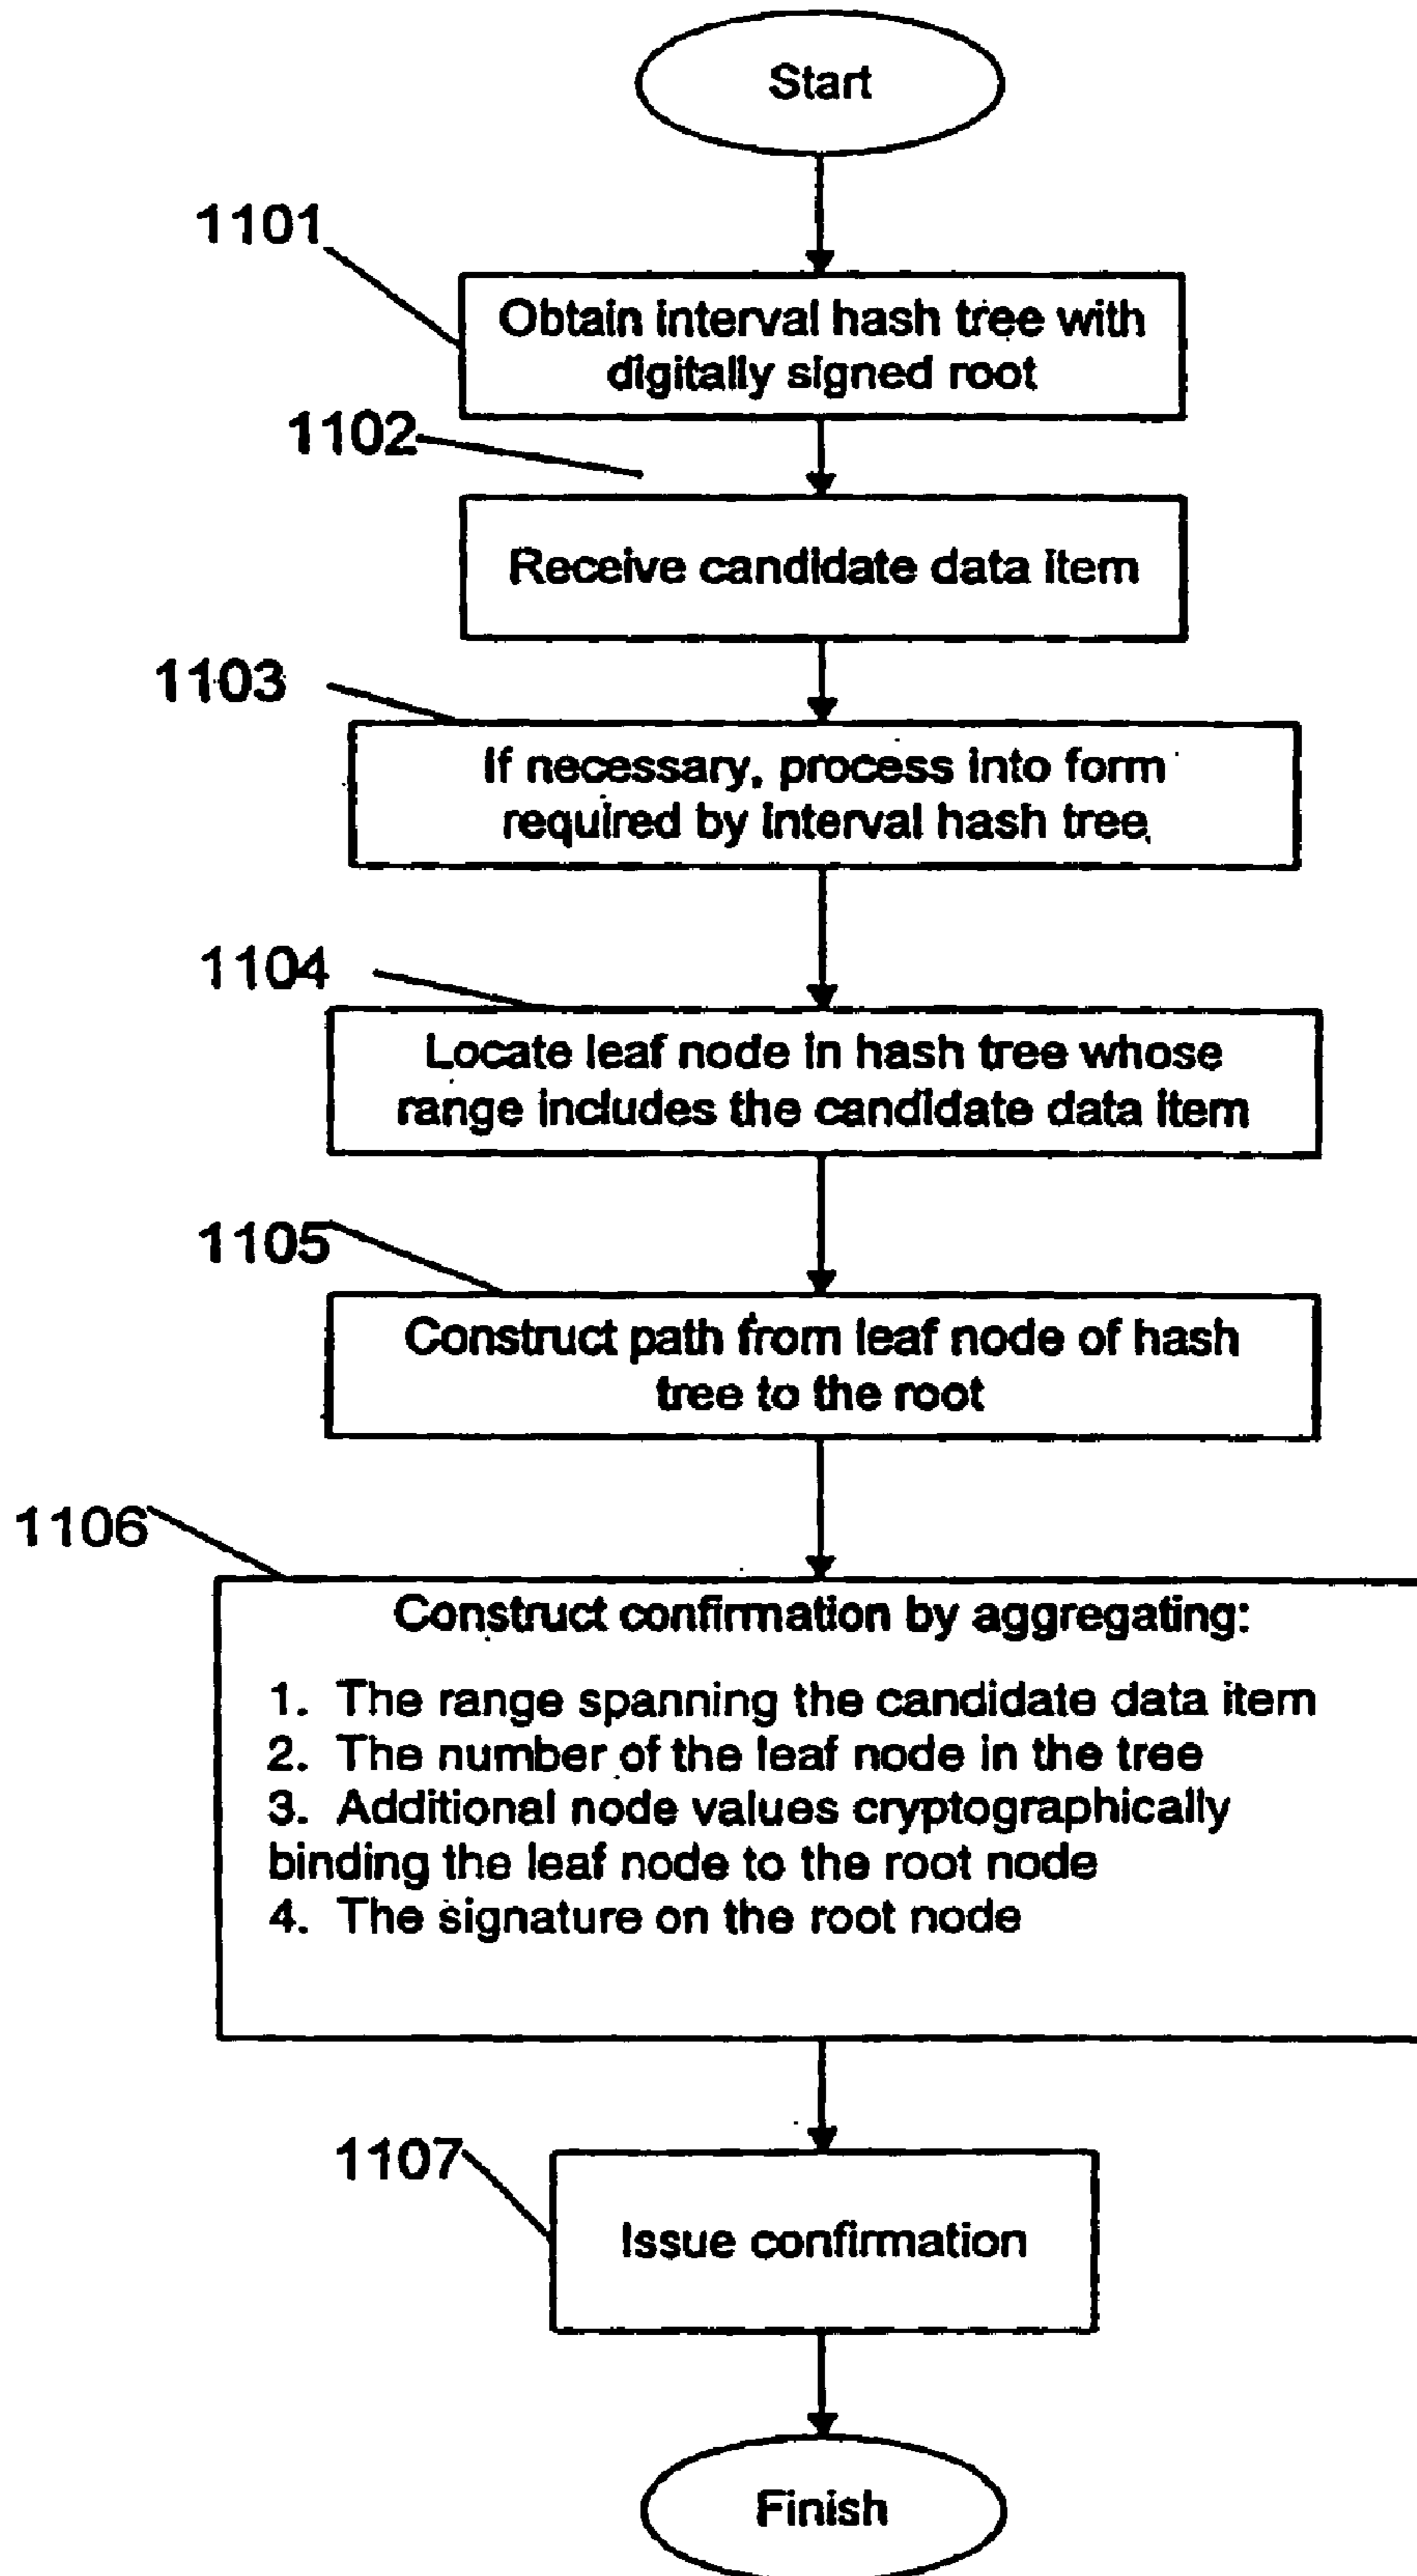 Start
1101
Obtain interval hash tree with
digitally signed root
1102
Receive candidate data item
1103
If necessary, process into form
required by interval hash tree
1104
Locate leaf node in hash tree whose
range includes the candidate data item
1105
Construct path from leaf node of hash
tree to the root
1106
Construct confirmation by aggregating:
1. The range spanning the candidate data item
2. The number of the leaf node in the tree
3. Additional node values cryptographically
binding the leaf node to the root node
4. The signature on the root node
1107
Issue confirmation
Finish